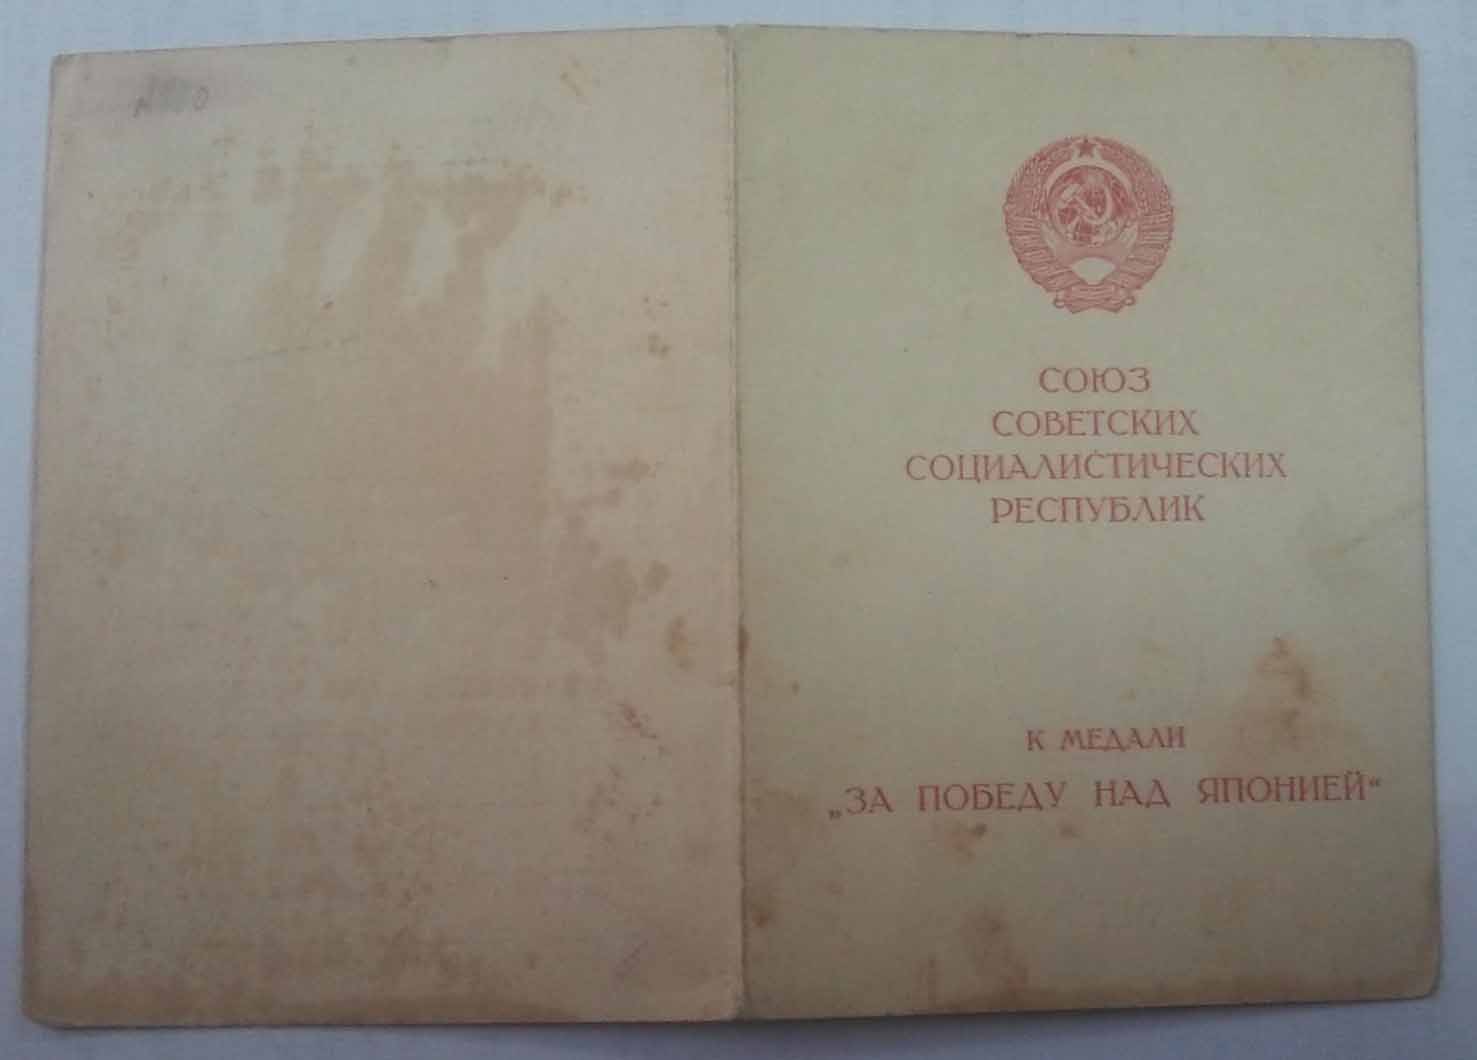 СОЮЗ
СОВЕТСКИХ
СОЦИАЛИСТИЧЕСКИХ
РЕСПУБЛИК
К МЕДАЛИ
„ЗА ПОБЕДУ НАД ЯПОНИЕЙ“